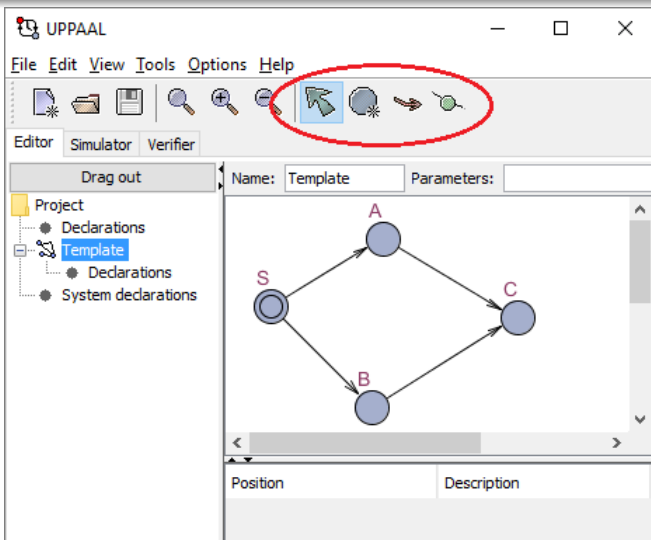 UPPAAL
File Edit View Tools Options Help
Editor Simulator Verifier
Drag out
Name: Template Parameters:
Project
Declarations
Template
Declarations
System declarations
A
S
C
B
Position Description